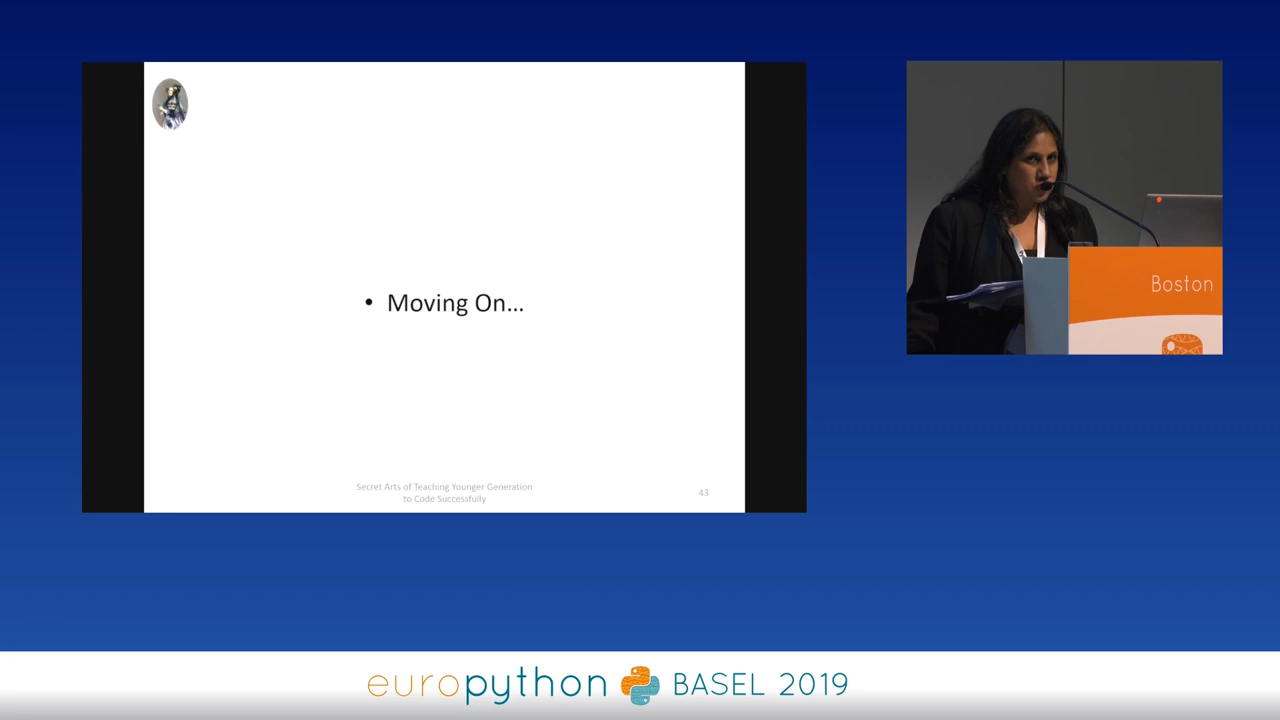 • Moving On...
Secret Arts of Teaching Younger Generation
to Code Successfully
43
Boston
europython BASEL 2019